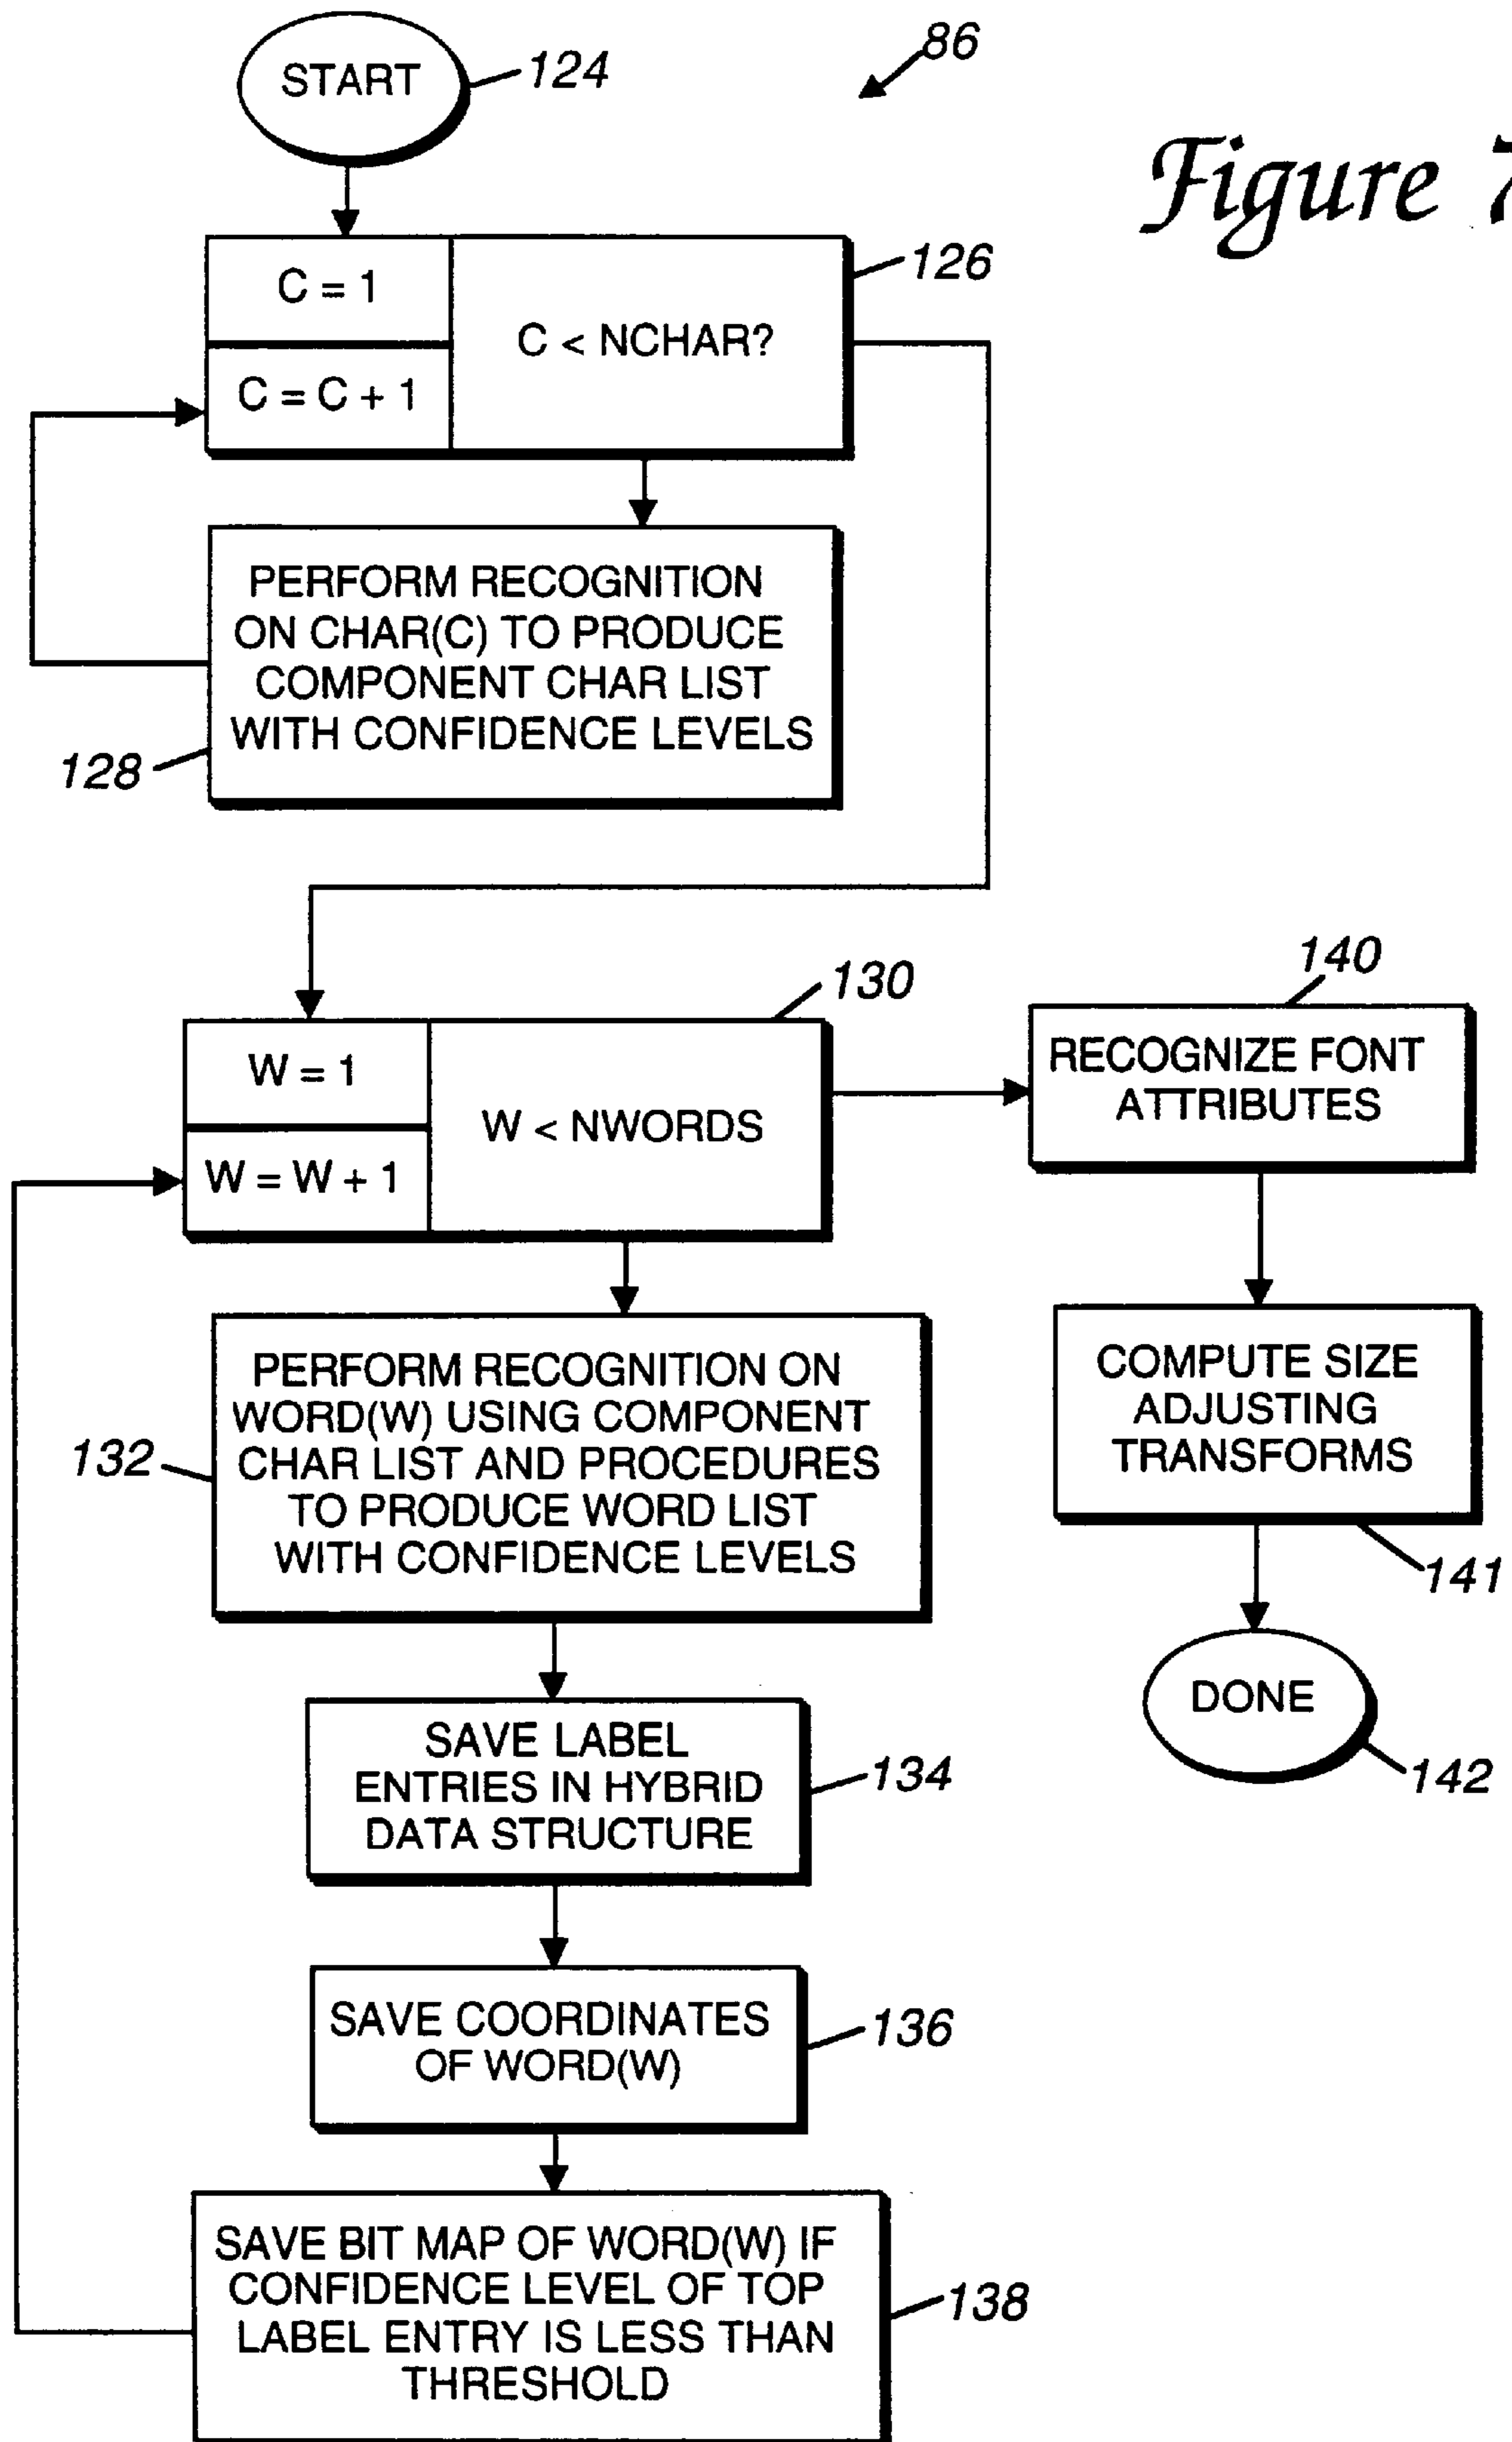 START
124
86
Figure 7
C = 1
C = C + 1
C < NCHAR?
126
PERFORM RECOGNITION
ON CHAR(C) TO PRODUCE
COMPONENT CHAR LIST
WITH CONFIDENCE LEVELS
128
130
W = 1
W = W + 1
W < NWORDS
140
RECOGNIZE FONT
ATTRIBUTES
PERFORM RECOGNITION ON
WORD(W) USING COMPONENT
CHAR LIST AND PROCEDURES
TO PRODUCE WORD LIST
WITH CONFIDENCE LEVELS
132
COMPUTE SIZE
ADJUSTING
TRANSFORMS
141
DONE
142
SAVE LABEL
ENTRIES IN HYBRID
DATA STRUCTURE
134
SAVE COORDINATES
OF WORD(W)
136
SAVE BIT MAP OF WORD(W) IF
CONFIDENCE LEVEL OF TOP
LABEL ENTRY IS LESS THAN
THRESHOLD
138